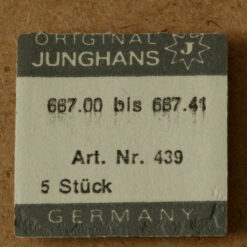 ORIGINAL
JUNGHANS
J
667.00 bis 667.41
Art. Nr. 439
5 Stück
GERMANY